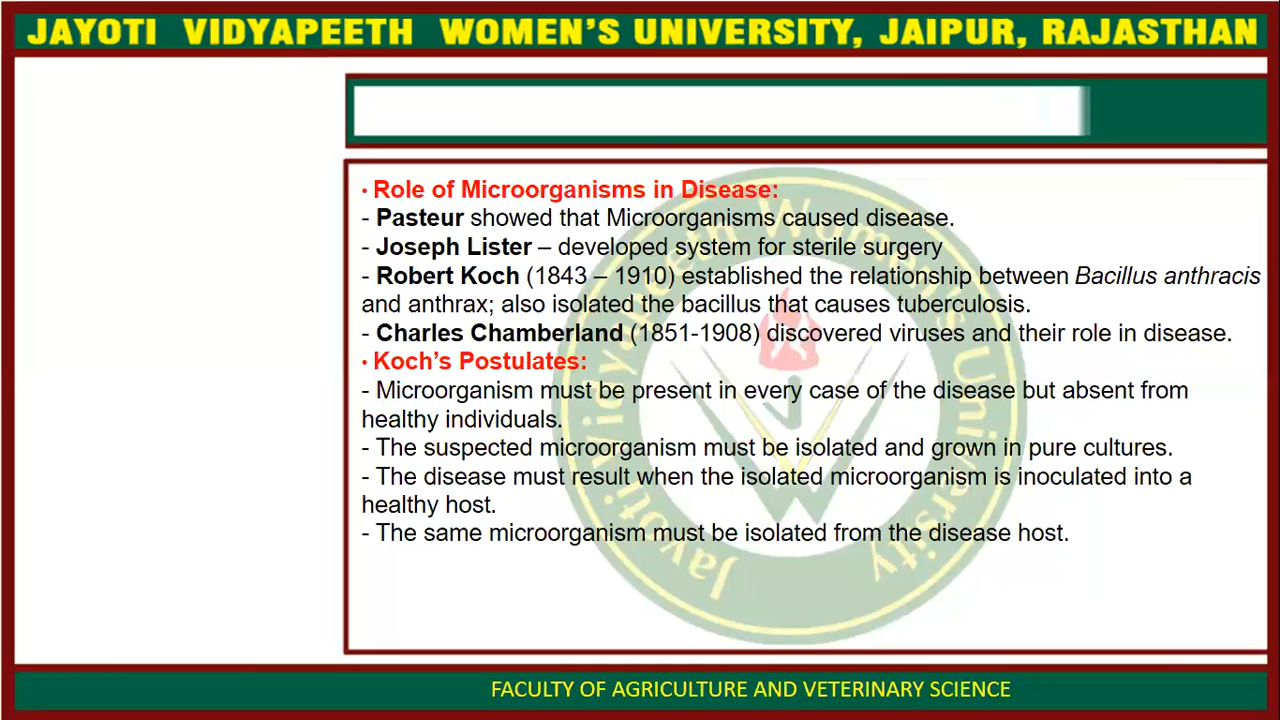 JAYOTI VIDYAPEETH WOMEN'S UNIVERSITY, JAIPUR, RAJASTHAN
• Role of Microorganisms in Disease:
- Pasteur showed that Microorganisms caused disease.
- Joseph Lister – developed system for sterile surgery
- Robert Koch (1843 – 1910) established the relationship between Bacillus anthracis
and anthrax; also isolated the bacillus that causes tuberculosis.
- Charles Chamberland (1851-1908) discovered viruses and their role in disease.
• Koch's Postulates:
- Microorganism must be present in every case of the disease but absent from
healthy individuals.
- The suspected microorganism must be isolated and grown in pure cultures.
- The disease must result when the isolated microorganism is inoculated into a
healthy host.
- The same microorganism must be isolated from the disease host.
Jayoti Vidyapeeth Women's University
FACULTY OF AGRICULTURE AND VETERINARY SCIENCE